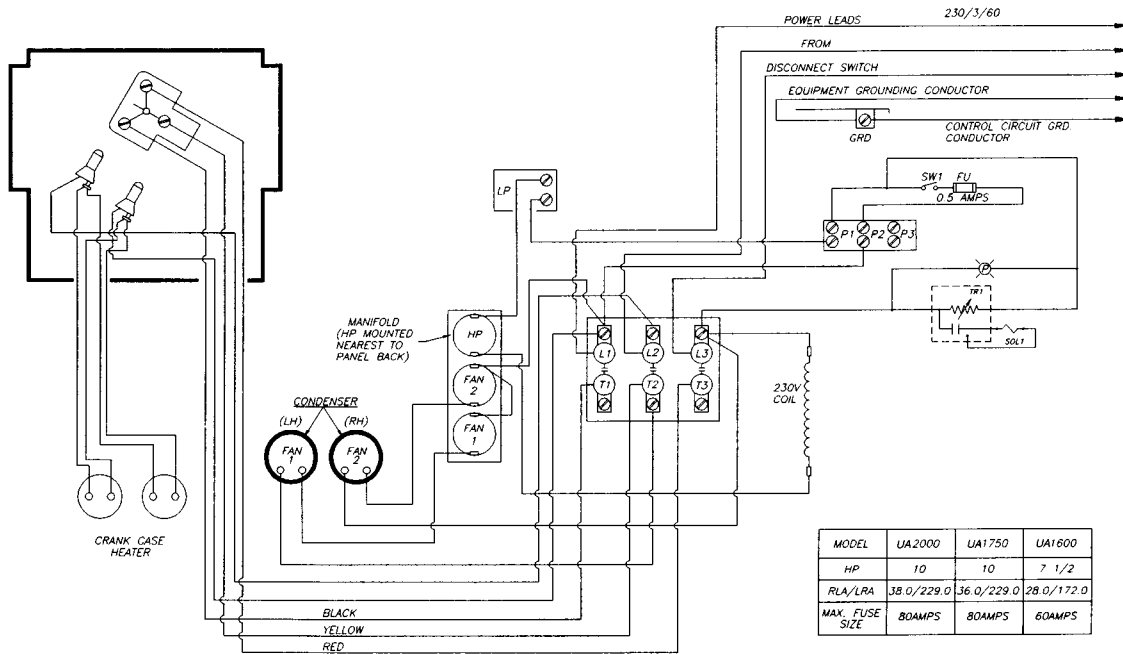 POWER LEADS 230/3/60
FROM
DISCONNECT SWITCH
EQUIPMENT GROUNDING CONDUCTOR
GRD
CONTROL CIRCUIT GRD.
CONDUCTOR
LP
SW1 FU
0.5 AMPS
P1 P2 P3
P
TR1
SOL1
MANIFOLD
(HP MOUNTED
NEAREST TO
PANEL BACK)
HP
FAN
2
FAN
1
L1 L2 L3
T1 T2 T3
230V
COIL
CONDENSER
(LH) (RH)
FAN
1
FAN
2
CRANK CASE
HEATER
BLACK
YELLOW
RED
MODEL UA2000 UA1750 UA1600
HP 10 10 7 1/2
RLA/LRA 38.0/229.0 36.0/229.0 28.0/172.0
MAX. FUSE
SIZE 80AMPS 80AMPS 60AMPS